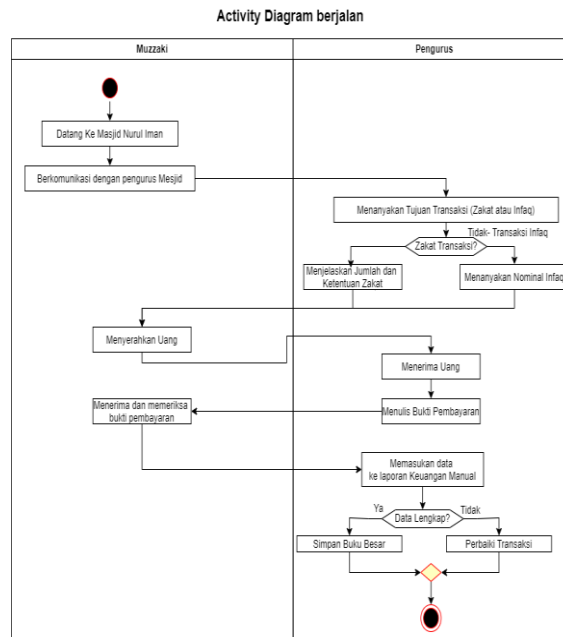 Activity Diagram berjalan
Muzzaki
Pengurus
Datang Ke Masjid Nurul Iman
Berkomunikasi dengan pengurus Mesjid
Menanyakan Tujuan Transaksi (Zakat atau Infaq)
Tidak- Transaksi Infaq
Zakat Transaksi?
Menjelaskan Jumlah dan
Ketentuan Zakat
Menanyakan Nominal Infaq
Menyerahkan Uang
Menerima Uang
Menerima dan memeriksa
bukti pembayaran
Menulis Bukti Pembayaran
Memasukan data
ke laporan Keuangan Manual
Ya
Data Lengkap?
Tidak
Simpan Buku Besar
Perbaiki Transaksi